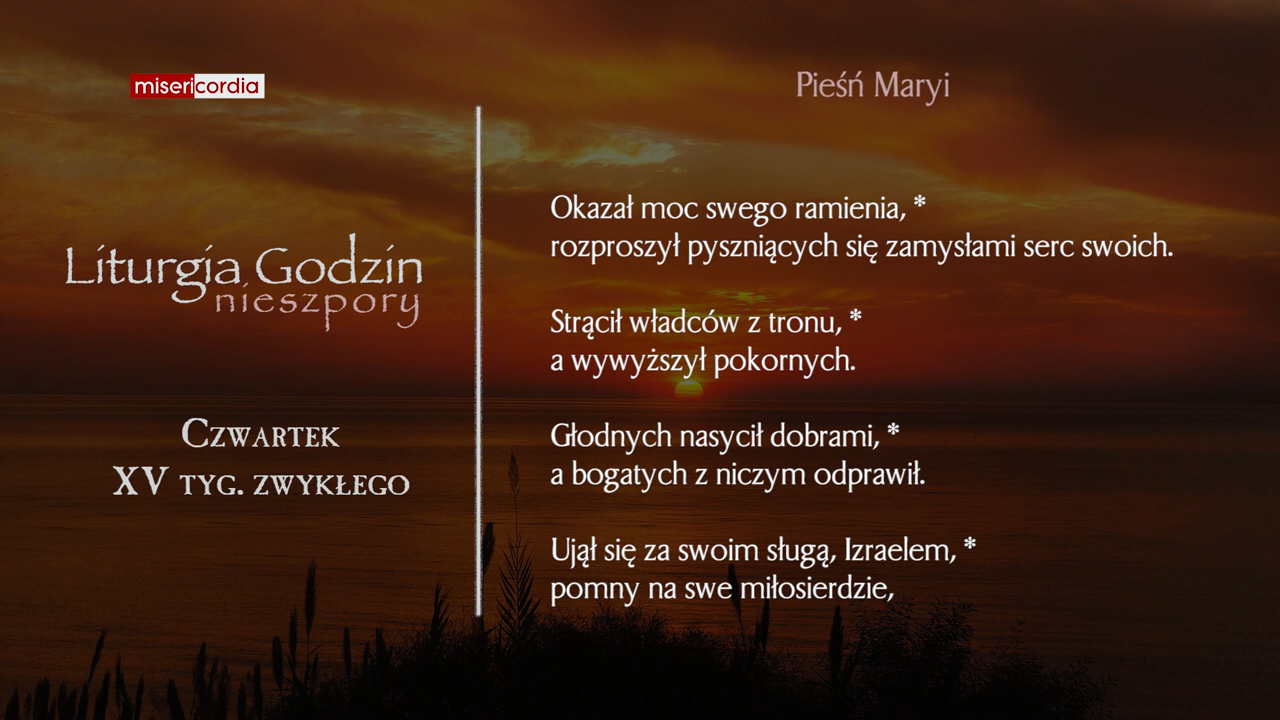 misericordia
Pieśń Maryi
Liturgia Godzin
nieszpory
Czwartek
XV tyg. zwykłego
Okazał moc swego ramienia, *
rozproszył pyszniących się zamysłami serc swoich.
Strącił władców z tronu, *
a wywyższył pokornych.
Głodnych nasycił dobrami, *
a bogatych z niczym odprawił.
Ujął się za swoim sługą, Izraelem, *
pomny na swe miłosierdzie,